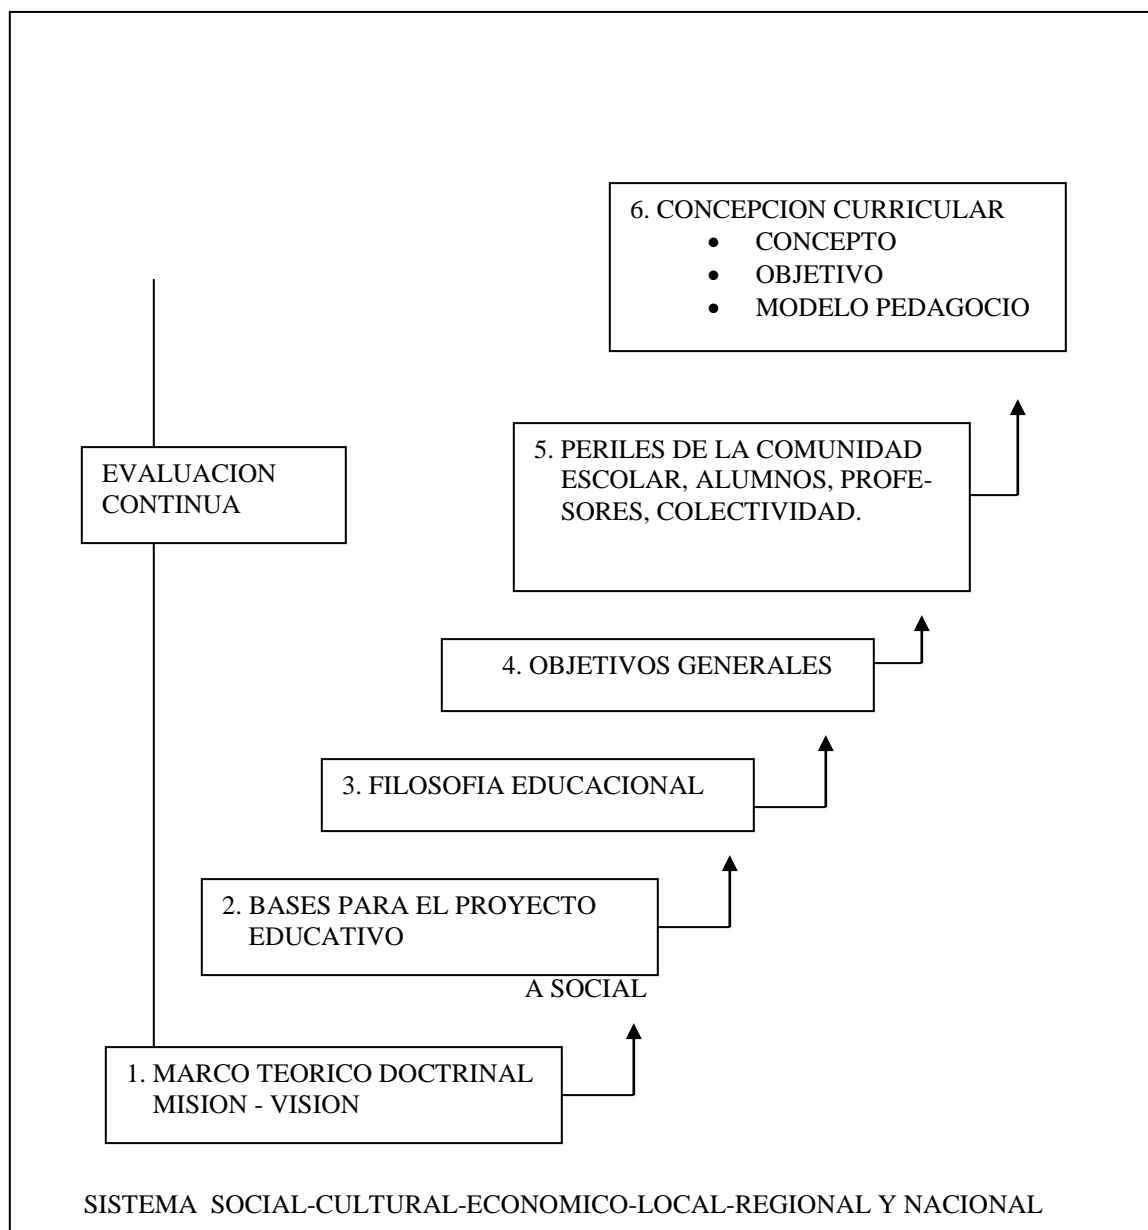 6. CONCEPCION CURRICULAR
• CONCEPTO
• OBJETIVO
• MODELO PEDAGOCIO
5. PERILES DE LA COMUNIDAD
ESCOLAR, ALUMNOS, PROFE-
SORES, COLECTIVIDAD.
EVALUACION
CONTINUA
4. OBJETIVOS GENERALES
3. FILOSOFIA EDUCACIONAL
2. BASES PARA EL PROYECTO
EDUCATIVO
A SOCIAL
1. MARCO TEORICO DOCTRINAL
MISION - VISION
SISTEMA SOCIAL-CULTURAL-ECONOMICO-LOCAL-REGIONAL Y NACIONAL